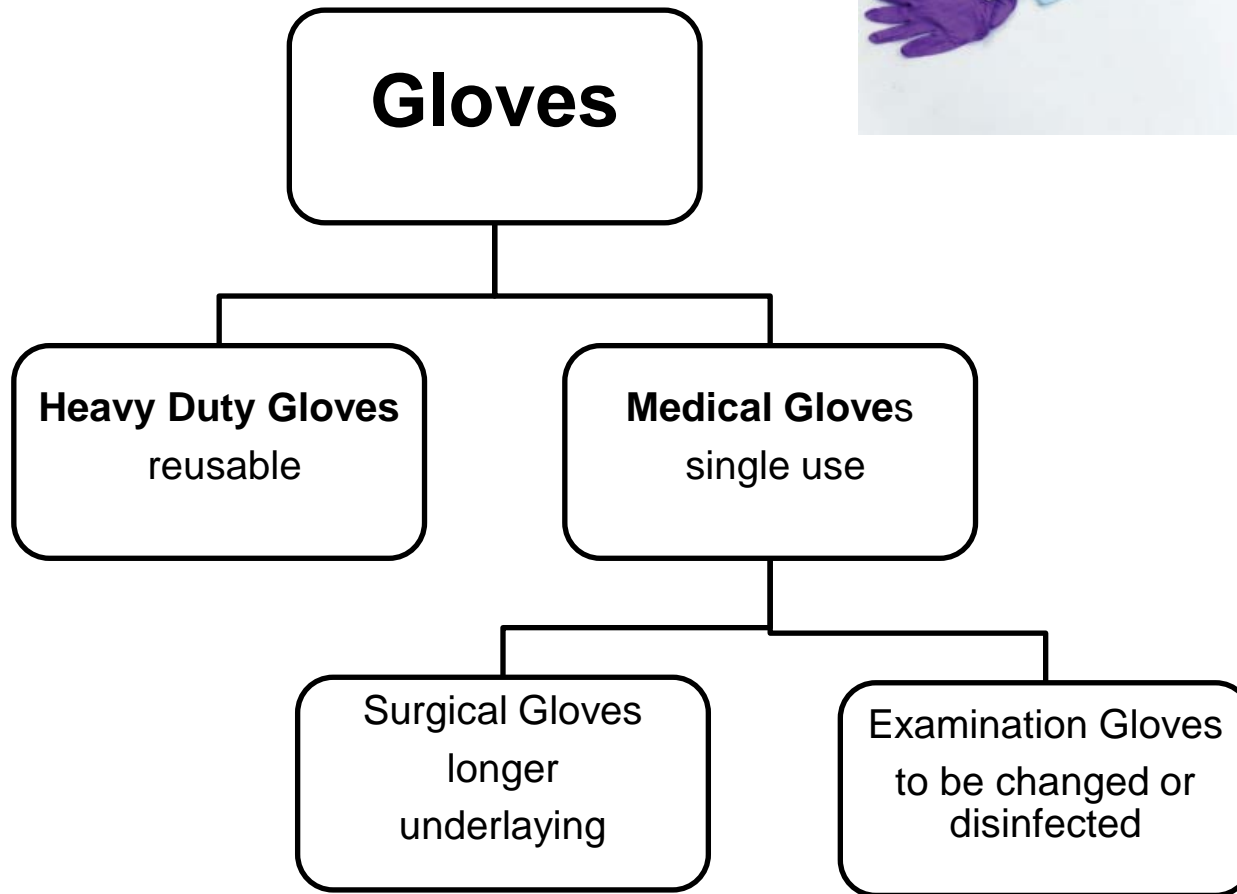 Gloves
Heavy Duty Gloves
reusable
Medical Gloves
single use
Surgical Gloves
longer
underlaying
Examination Gloves
to be changed or
disinfected